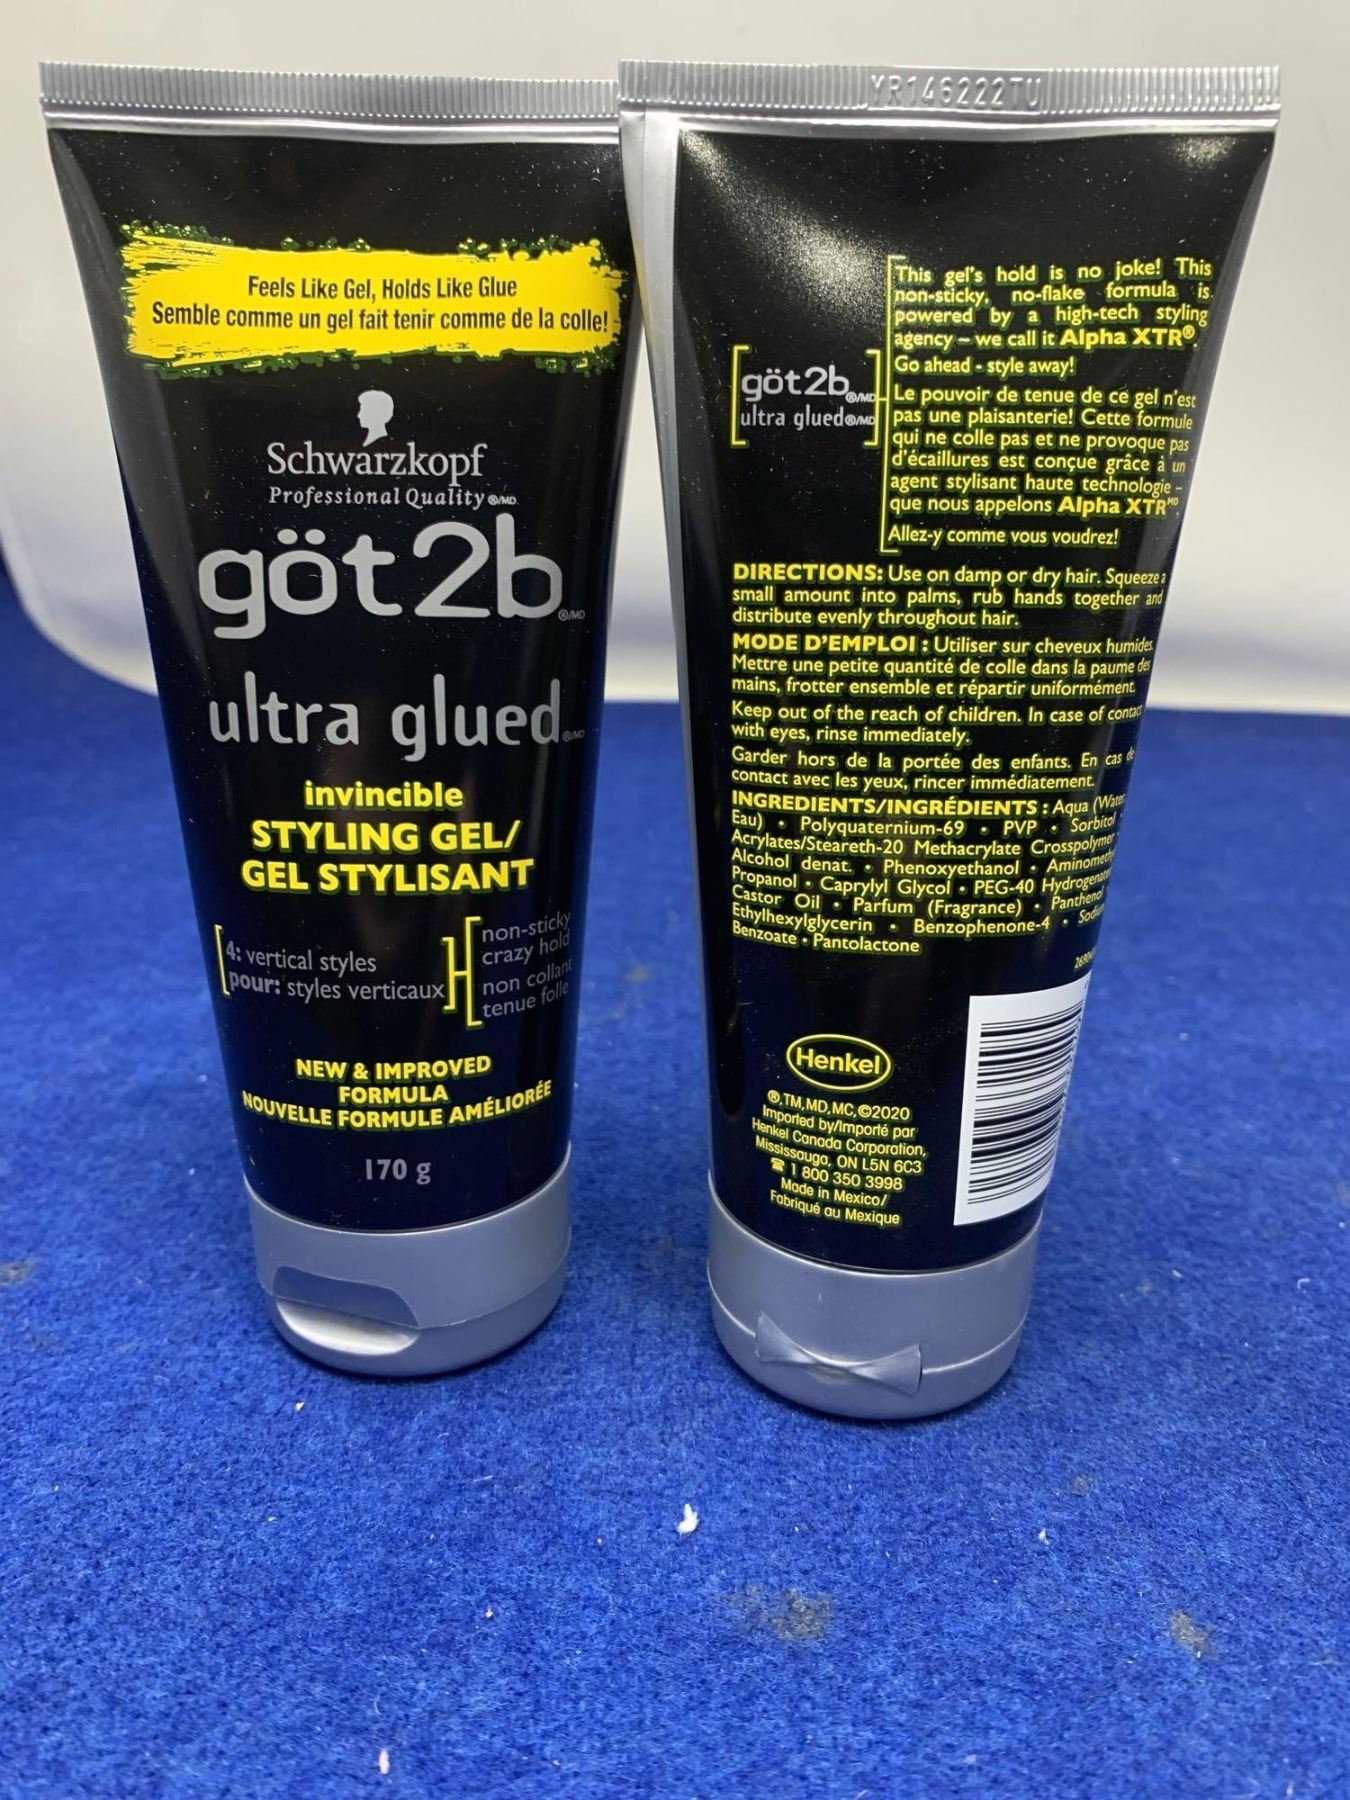 Feels Like Gel, Holds Like Glue
Semble comme un gel fait tenir comme de la colle!
Schwarzkopf
Professional Quality ®/MD
göt2b ®/MD
ultra glued ®/MD
invincible
STYLING GEL/
GEL STYLISANT
4: vertical styles
pour: styles verticaux
non-sticky
crazy hold
non collant
tenue folle
NEW & IMPROVED
FORMULA
NOUVELLE FORMULE AMÉLIORÉE
170 g
YR146222TU
göt2b ®/MD
ultra glued ®/MD
This gel's hold is no joke! This
non-sticky, no-flake formula is
powered by a high-tech styling
agency – we call it Alpha XTR®.
Go ahead - style away!
Le pouvoir de tenue de ce gel n'est
pas une plaisanterie! Cette formule
qui ne colle pas et ne provoque pas
d'écaillures est conçue grâce à un
agent stylisant haute technologie –
que nous appelons Alpha XTR MD.
Allez-y comme vous voudrez!
DIRECTIONS: Use on damp or dry hair. Squeeze a
small amount into palms, rub hands together and
distribute evenly throughout hair.
MODE D'EMPLOI : Utiliser sur cheveux humides.
Mettre une petite quantité de colle dans la paume des
mains, frotter ensemble et répartir uniformément.
Keep out of the reach of children. In case of contact
with eyes, rinse immediately.
Garder hors de la portée des enfants. En cas de
contact avec les yeux, rincer immédiatement.
INGREDIENTS/INGRÉDIENTS : Aqua (Water,
Eau) • Polyquaternium-69 • PVP • Sorbitol •
Acrylates/Steareth-20 Methacrylate Crosspolymer •
Alcohol denat. • Phenoxyethanol •
Propanol • Caprylyl Glycol • PEG-40
Castor Oil • Parfum (Fragrance) • Panthenol •
Ethylhexylglycerin • Benzophenone-4 •
Benzoate • Pantolactone
Henkel
®,TM,MD,MC,©2020
Imported by/Importé par
Henkel Canada Corporation,
Mississauga, ON L5N 6C3
☎ 1 800 350 3998
Made in Mexico/
Fabriqué au Mexique